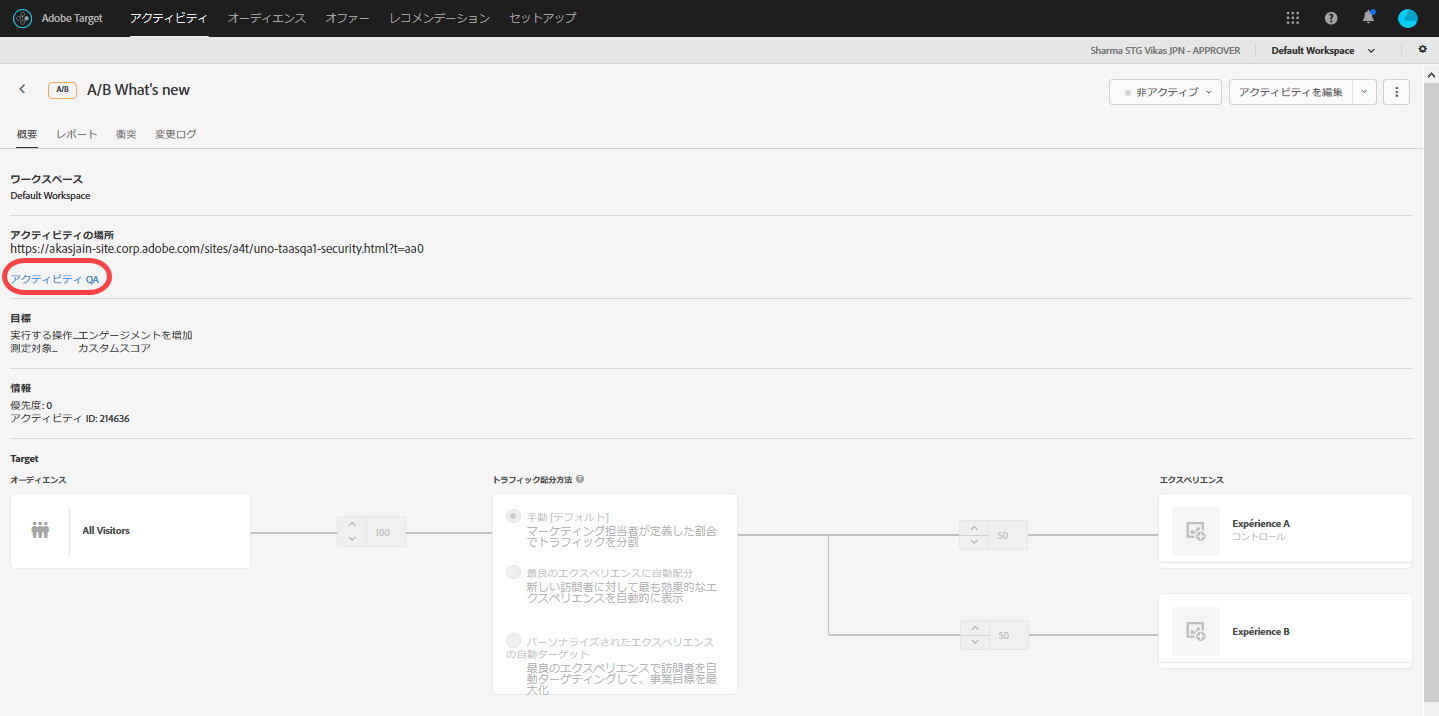 Adobe Target アクティビティ オーディエンス オファー レコメンデーション セットアップ
Sharma STG Vikas JPN - APPROVER Default Workspace
A/B A/B What's new
非アクティブ アクティビティを編集
概要 レポート 衝突 変更ログ
ワークスペース
Default Workspace
アクティビティの場所
https://akasjain-site.corp.adobe.com/sites/a4t/uno-taasqa1-security.html?t=aa0
アクティビティ QA
目標
実行する操作... エンゲージメントを増加
測定対象... カスタムスコア
情報
優先度: 0
アクティビティ ID: 214636
Target
オーディエンス
All Visitors
100
トラフィック配分方法
手動 [デフォルト]
マーケティング担当者が定義した割合
でトラフィックを分割
最良のエクスペリエンスに自動配分
新しい訪問者に対して最も効果的なエ
クスペリエンスを自動的に表示
パーソナライズされたエクスペリエンス
の自動ターゲット
最良のエクスペリエンスで訪問者を自
動ターゲティングして、事業目標を最
大化
50
50
エクスペリエンス
Expérience A
コントロール
Expérience B